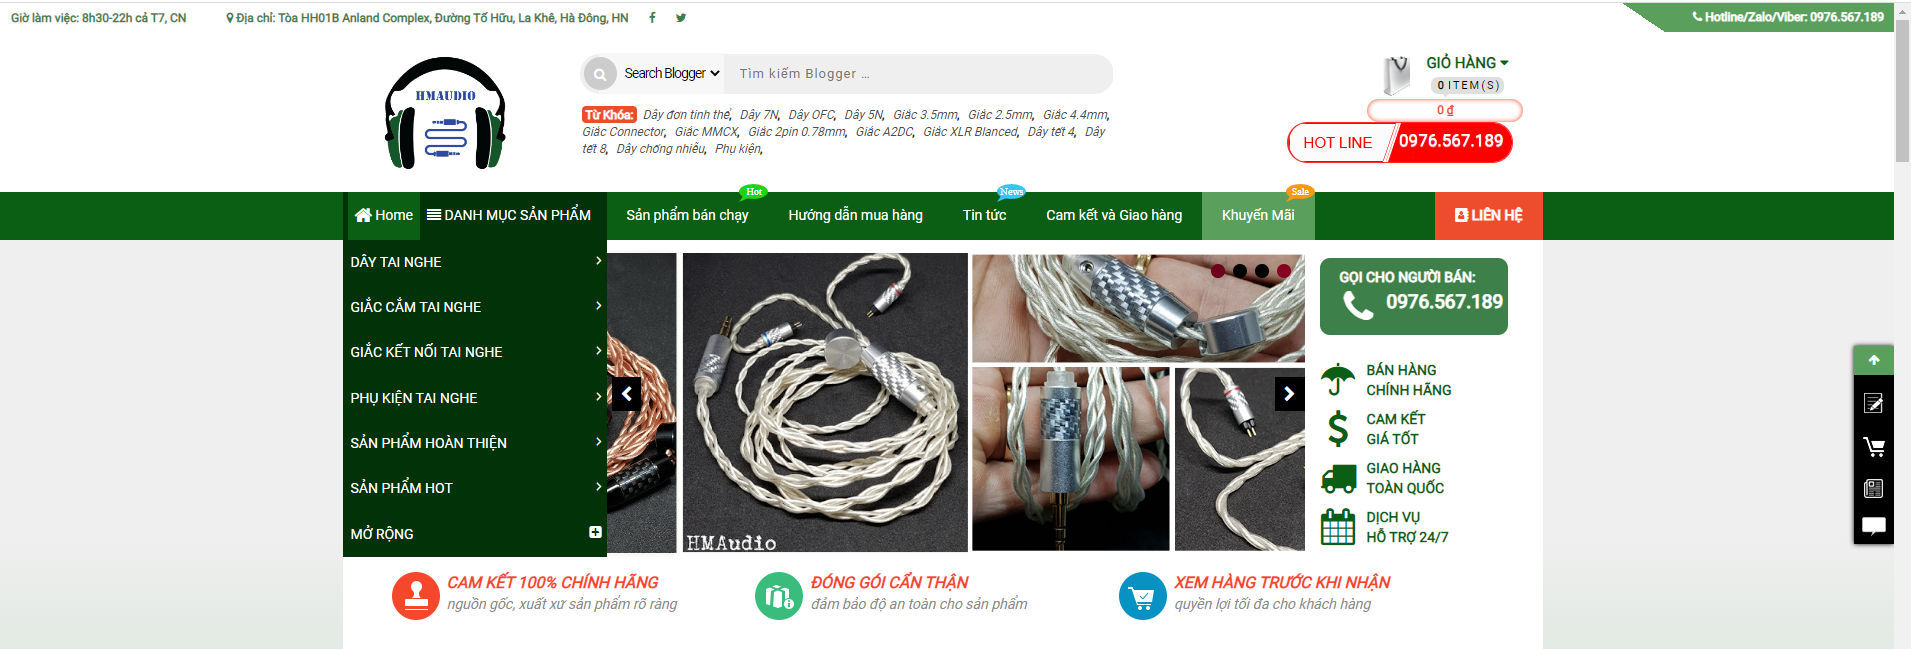 Giờ làm việc: 8h30-22h cả T7, CN
Địa chỉ: Tòa HH01B Anland Complex, Đường Tố Hữu, La Khê, Hà Đông, HN
Hotline/Zalo/Viber: 0976.567.189
HMAUDIO
Search Blogger
Tìm kiếm Blogger ...
Từ Khóa: Dây đơn tinh thể, Dây 7N, Dây OFC, Dây 5N, Giắc 3.5mm, Giắc 2.5mm, Giắc 4.4mm,
Giắc Connector, Giắc MMCX, Giắc 2pin 0.78mm, Giắc A2DC, Giắc XLR Blanced, Dây tết 4, Dây
tết 8, Dây chống nhiễu, Phụ kiện,
GIỎ HÀNG
0 ITEM(S)
0 ₫
HOT LINE 0976.567.189
Hot
News
Sale
Home
DANH MỤC SẢN PHẨM
Sản phẩm bán chạy
Hướng dẫn mua hàng
Tin tức
Cam kết và Giao hàng
Khuyến Mãi
LIÊN HỆ
DÂY TAI NGHE
GIẮC CẮM TAI NGHE
GIẮC KẾT NỐI TAI NGHE
PHỤ KIỆN TAI NGHE
SẢN PHẨM HOÀN THIỆN
SẢN PHẨM HOT
MỞ RỘNG
HMAudio
GỌI CHO NGƯỜI BÁN:
0976.567.189
BÁN HÀNG
CHÍNH HÃNG
CAM KẾT
GIÁ TỐT
GIAO HÀNG
TOÀN QUỐC
DỊCH VỤ
HỖ TRỢ 24/7
CAM KẾT 100% CHÍNH HÃNG
nguồn gốc, xuất xứ sản phẩm rõ ràng
ĐÓNG GÓI CẨN THẬN
đảm bảo độ an toàn cho sản phẩm
XEM HÀNG TRƯỚC KHI NHẬN
quyền lợi tối đa cho khách hàng